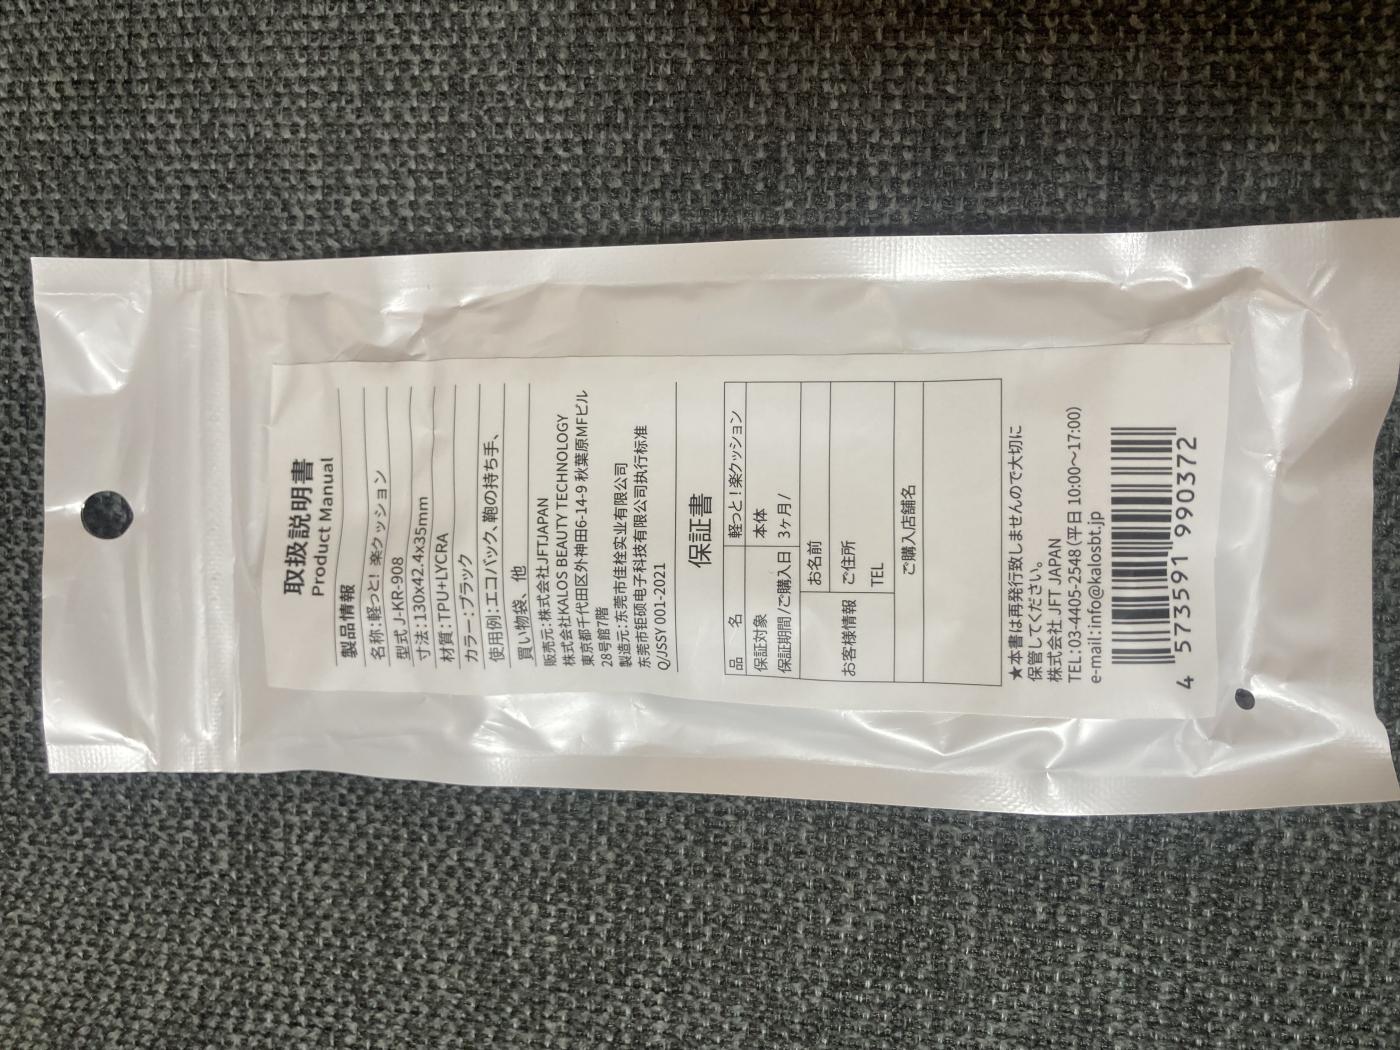 取扱説明書
Product Manual
製品情報
名称:軽っと！楽クッション
型式 J-KR-908
寸法:130x42.4x35mm
材質:TPU+LYCRA
カラー:ブラック
使用例:エコバック、鞄の持ち手、
買い物袋、他
販売元:株式会社JFTJAPAN
株式会社KALOS BEAUTY TECHNOLOGY
東京都千代田区外神田6-14-9 秋葉原MFビル
28号館7階
製造元:东莞市佳栓实业有限公司
东莞市钜硕电子科技有限公司执行标准
Q/JSSY 001-2021
保証書
品 名 軽っと！楽クッション
保証対象 本体
保証期間/ご購入日 3ヶ月/
お客様情報
お名前
ご住所
TEL
ご購入店舗名
★本書は再発行致しませんので大切に
保管してください。
株式会社 JFT JAPAN
TEL:03-4405-2548(平日 10:00～17:00)
e-mail:info@kalosbt.jp
4 573591 990372